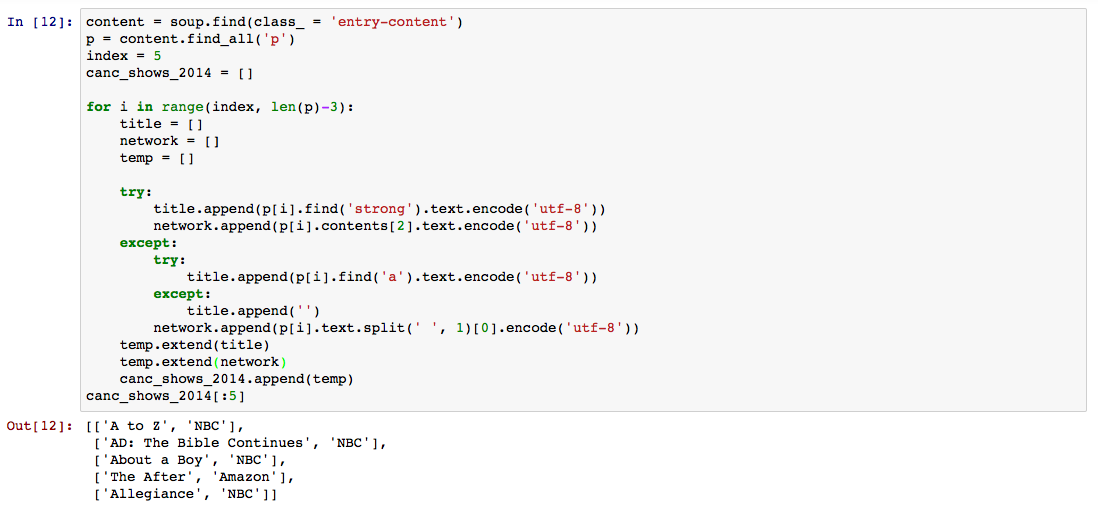 In [12]: content = soup.find(class_ = 'entry-content')
p = content.find_all('p')
index = 5
canc_shows_2014 = []

for i in range(index, len(p)-3):
    title = []
    network = []
    temp = []

    try:
        title.append(p[i].find('strong').text.encode('utf-8'))
        network.append(p[i].contents[2].text.encode('utf-8'))
    except:
        try:
            title.append(p[i].find('a').text.encode('utf-8'))
        except:
            title.append('')
        network.append(p[i].text.split(' ', 1)[0].encode('utf-8'))
    temp.extend(title)
    temp.extend(network)
    canc_shows_2014.append(temp)
canc_shows_2014[:5]
Out[12]: [['A to Z', 'NBC'],
 ['AD: The Bible Continues', 'NBC'],
 ['About a Boy', 'NBC'],
 ['The After', 'Amazon'],
 ['Allegiance', 'NBC']]